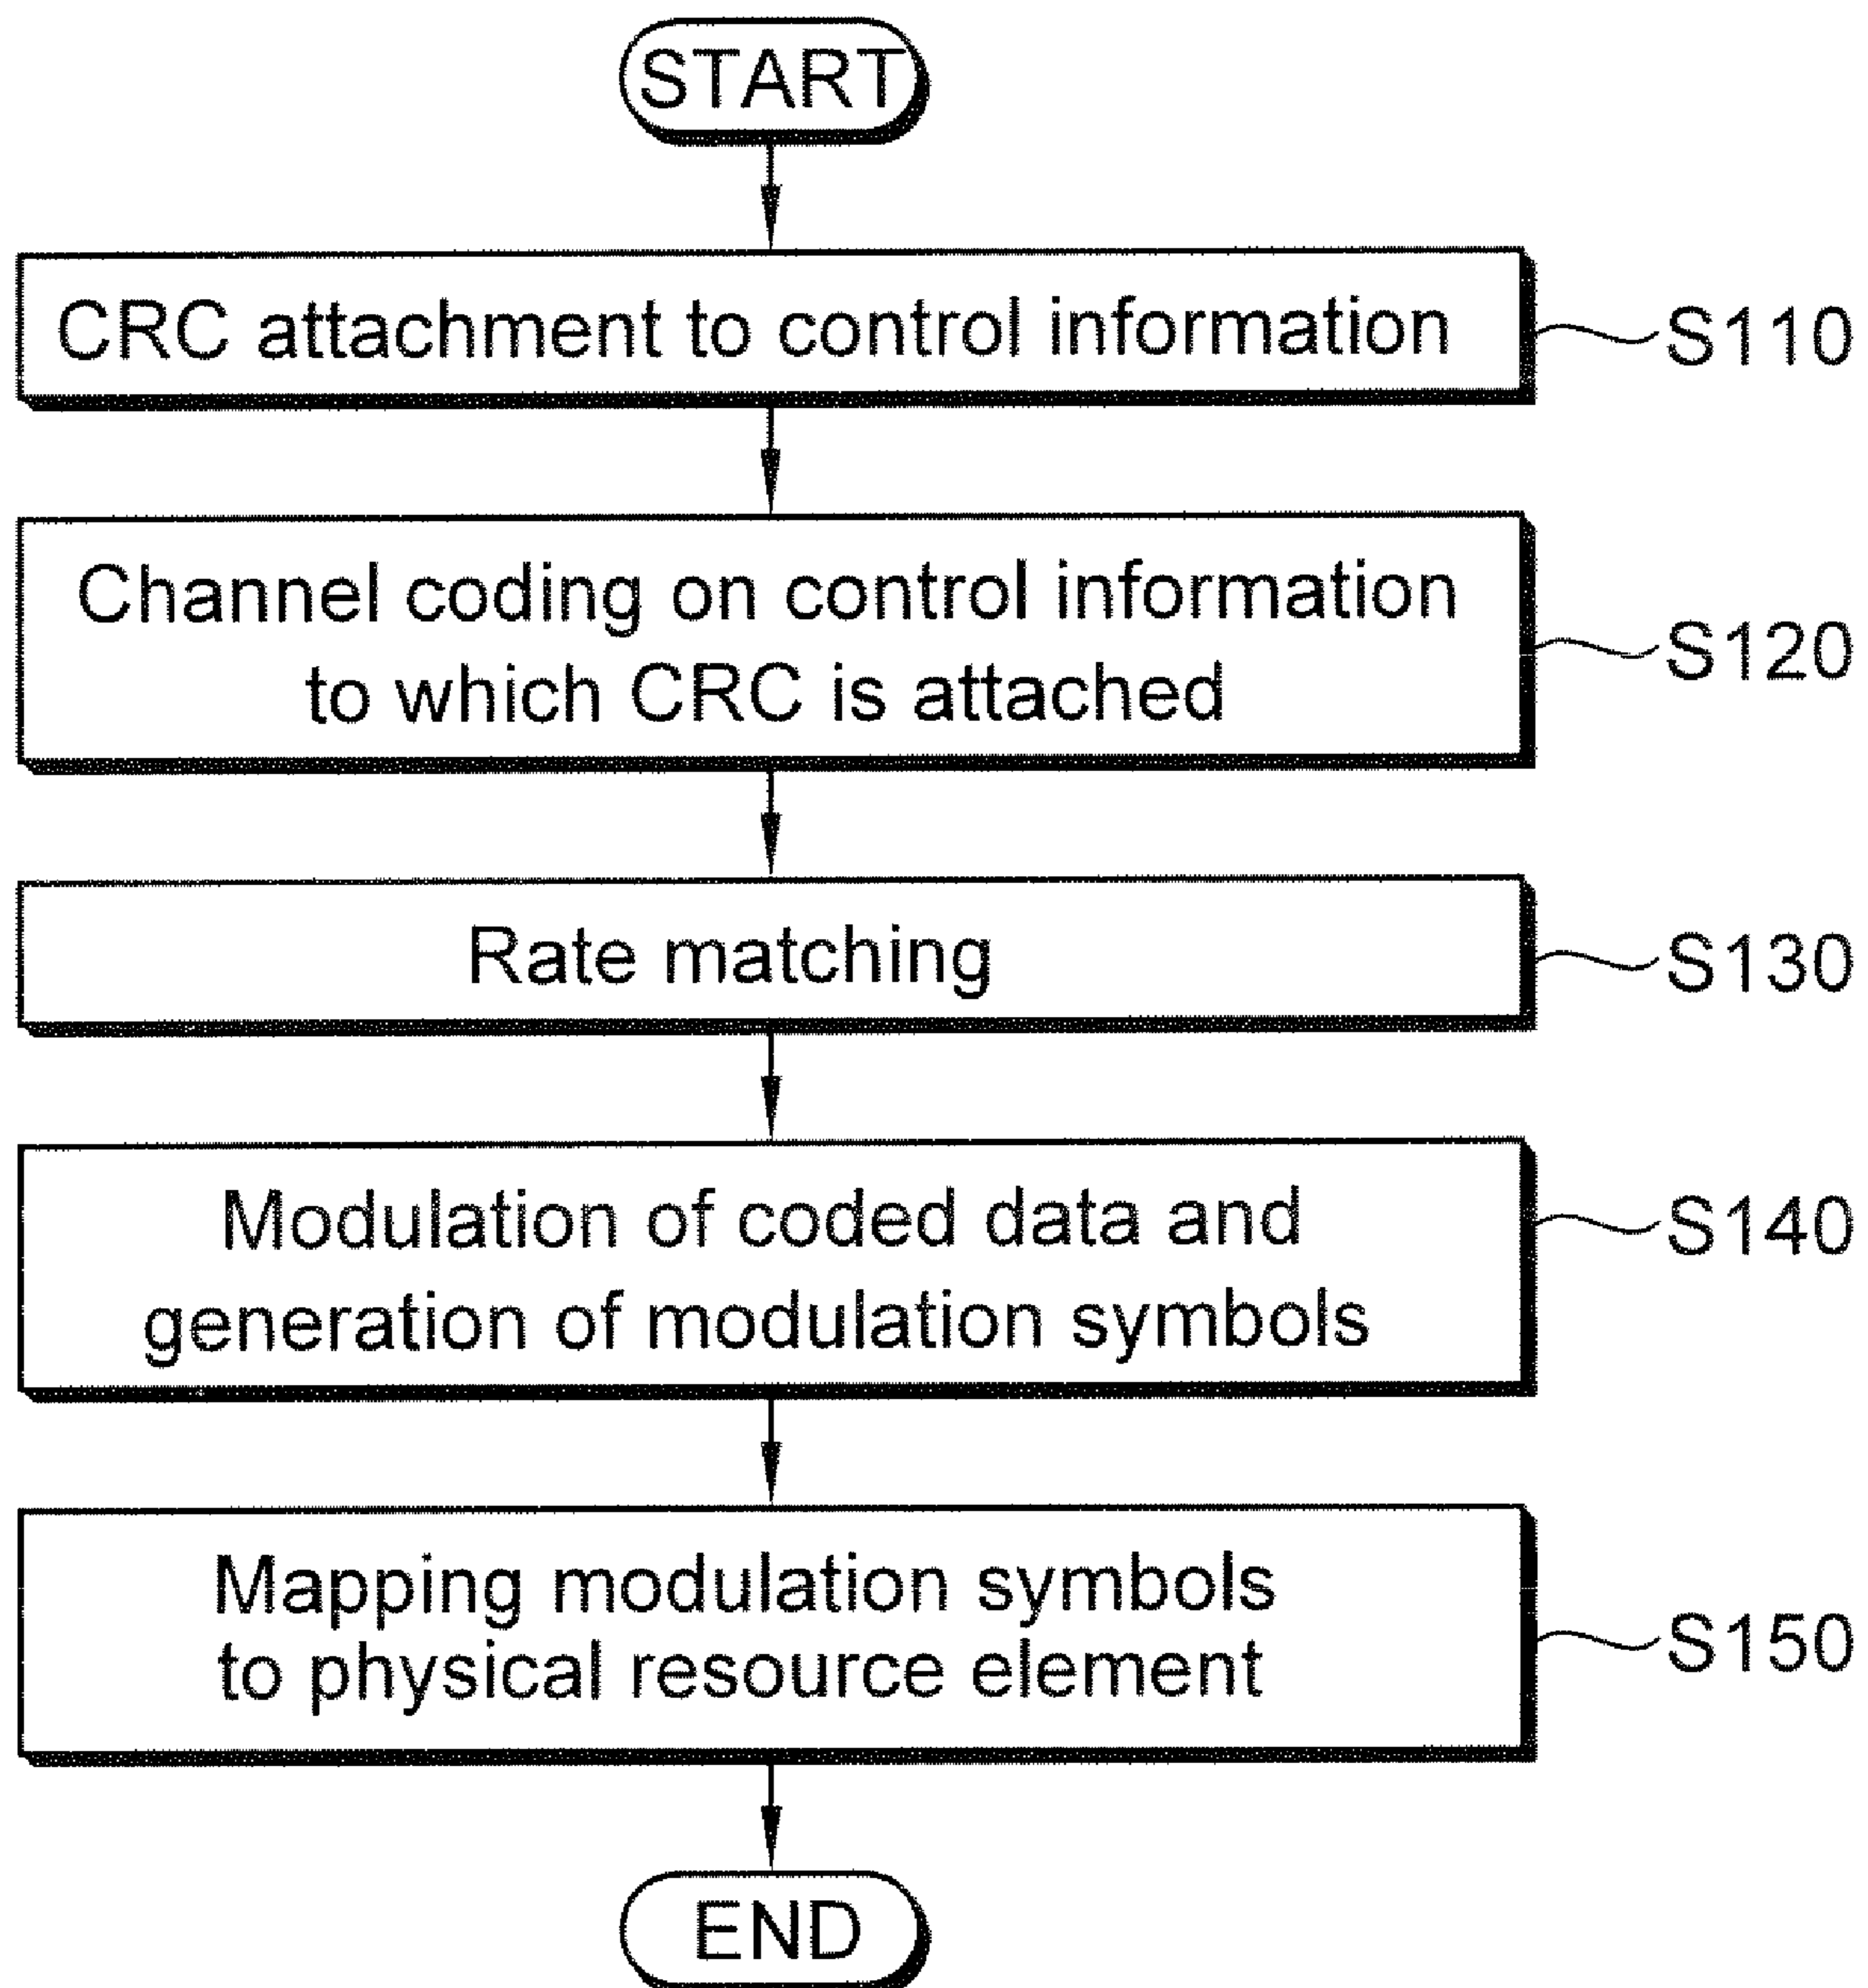 START
CRC attachment to control information
S110
Channel coding on control information
to which CRC is attached
S120
Rate matching
S130
Modulation of coded data and
generation of modulation symbols
S140
Mapping modulation symbols
to physical resource element
S150
END